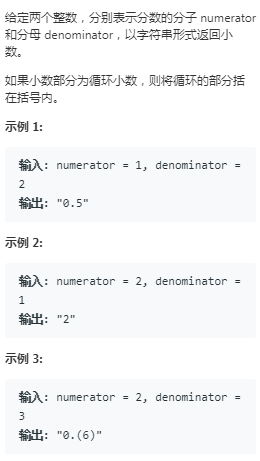 给定两个整数，分别表示分数的分子 numerator
和分母 denominator，以字符串形式返回小
数。
如果小数部分为循环小数，则将循环的部分括
在括号内。
示例 1:
输入: numerator = 1, denominator =
2
输出: "0.5"
示例 2:
输入: numerator = 2, denominator =
1
输出: "2"
示例 3:
输入: numerator = 2, denominator =
3
输出: "0.(6)"